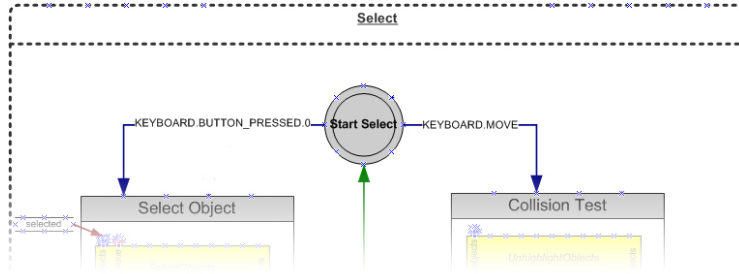 Select
KEYBOARD.BUTTON_PRESSED.0
Start Select
KEYBOARD.MOVE
Select Object
Collision Test
selected
UnhighlightObjects